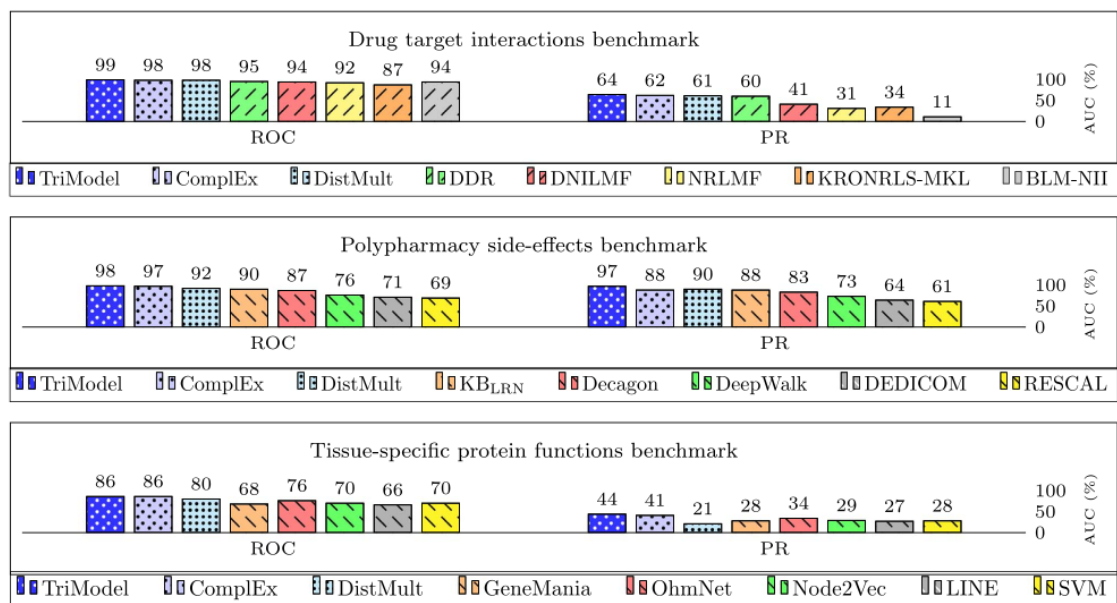 Drug target interactions benchmark
99 98 98 95 94 92 87 94 64 62 61 60 41 31 34 11
100
50
0
AUC (%)
ROC PR
TriModel ComplEx DistMult DDR DNILMF NRLMF KRONRLS-MKL BLM-NII
Polypharmacy side-effects benchmark
98 97 92 90 87 76 71 69 97 88 90 88 83 73 64 61
100
50
0
AUC (%)
ROC PR
TriModel ComplEx DistMult KBLRN Decagon DeepWalk DEDICOM RESCAL
Tissue-specific protein functions benchmark
86 86 80 68 76 70 66 70 44 41 21 28 34 29 27 28
100
50
0
AUC (%)
ROC PR
TriModel ComplEx DistMult GeneMania OhmNet Node2Vec LINE SVM